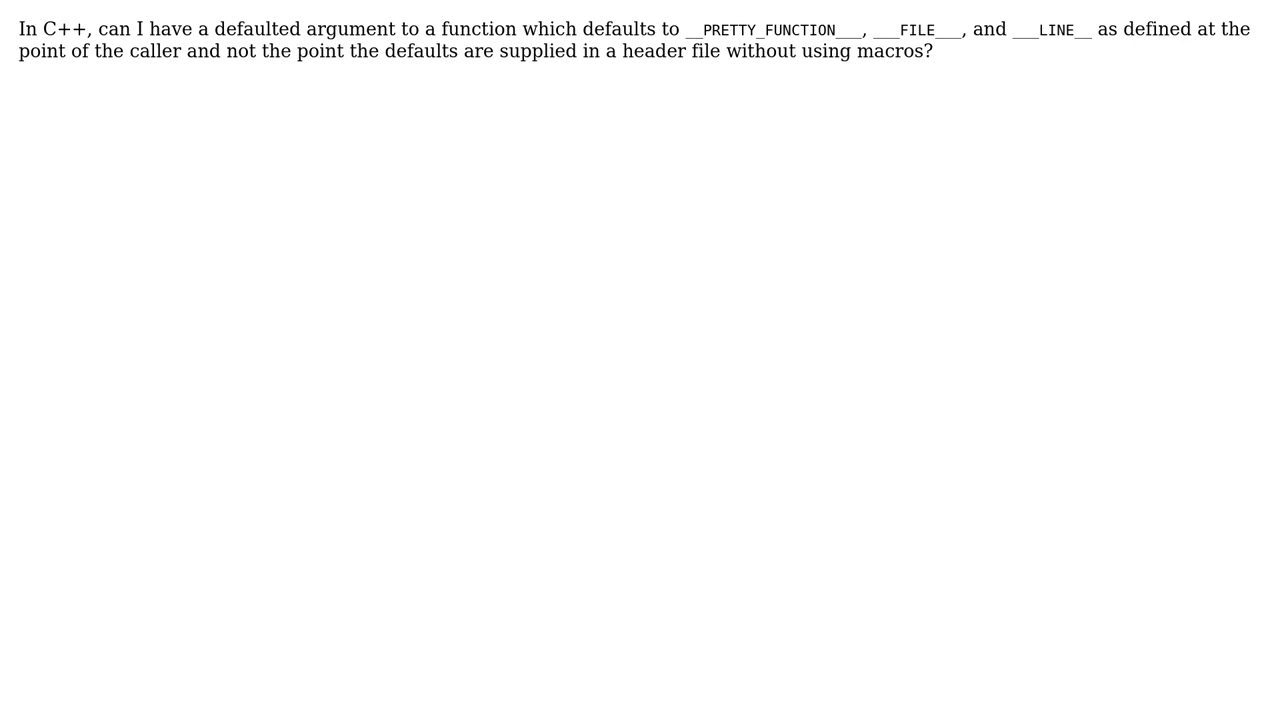 In C++, can I have a defaulted argument to a function which defaults to __PRETTY_FUNCTION___, ___FILE___, and ___LINE__ as defined at the
point of the caller and not the point the defaults are supplied in a header file without using macros?